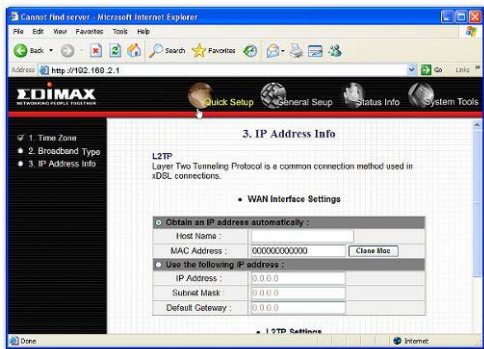 Cannot find server - Microsoft Internet Explorer
File Edit View Favorites Tools Help
Back Search Favorites
Address http://192.168.2.1 Go Links »
EDIMAX
NETWORKING PEOPLE TOGETHER
Quick Setup General Seup Status Info System Tools
1. Time Zone
2. Broadband Type
3. IP Address Info
3. IP Address Info
L2TP
Layer Two Tunneling Protocol is a common connection method used in
xDSL connections.
• WAN Interface Settings
Obtain an IP address automatically :
Host Name :
MAC Address : 000000000000 Clone Mac
Use the following IP address :
IP Address : 0.0.0.0
Subnet Mask : 0.0.0.0
Default Gateway : 0.0.0.0
• L2TP Settings
Done Internet